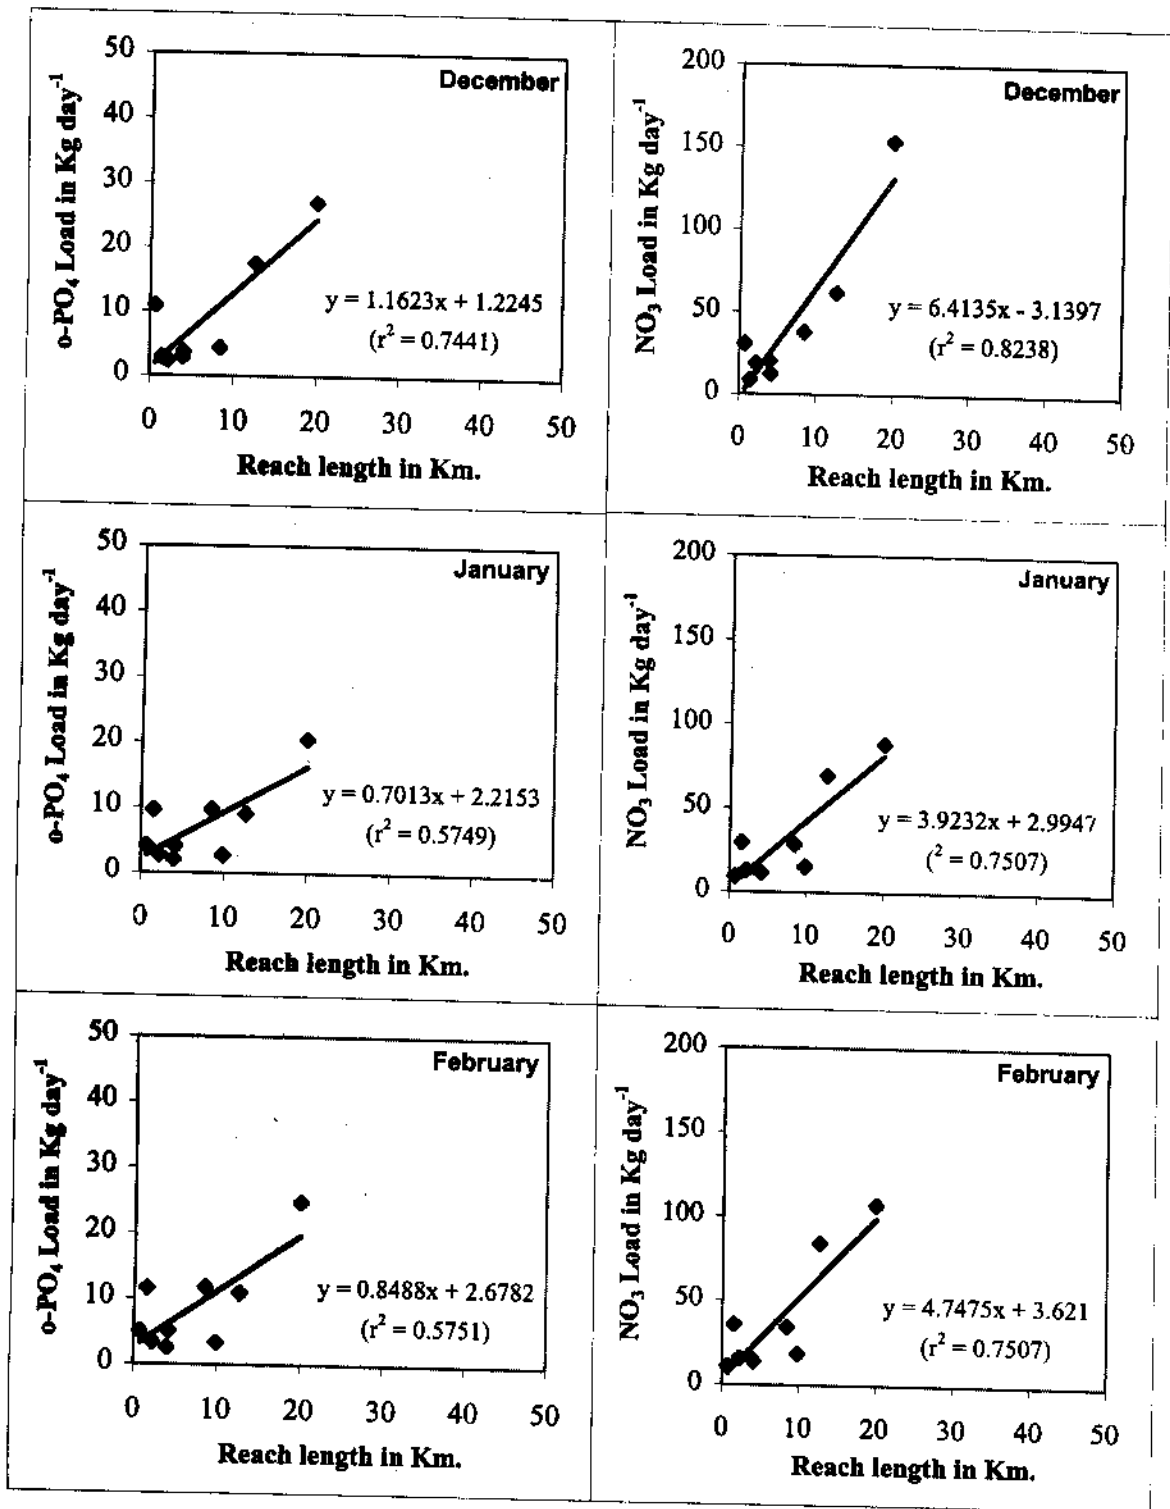 December
o-PO4 Load in Kg day-1
50
40
30
20
10
0
y = 1.1623x + 1.2245
(r2 = 0.7441)
0 10 20 30 40 50
Reach length in Km.
December
NO3 Load in Kg day-1
200
150
100
50
0
y = 6.4135x - 3.1397
(r2 = 0.8238)
0 10 20 30 40 50
Reach length in Km.
January
o-PO4 Load in Kg day-1
50
40
30
20
10
0
y = 0.7013x + 2.2153
(r2 = 0.5749)
0 10 20 30 40 50
Reach length in Km.
January
NO3 Load in Kg day-1
200
150
100
50
0
y = 3.9232x + 2.9947
(2 = 0.7507)
0 10 20 30 40 50
Reach length in Km.
February
o-PO4 Load in Kg day-1
50
40
30
20
10
0
y = 0.8488x + 2.6782
(r2 = 0.5751)
0 10 20 30 40 50
Reach length in Km.
February
NO3 Load in Kg day-1
200
150
100
50
0
y = 4.7475x + 3.621
(r2 = 0.7507)
0 10 20 30 40 50
Reach length in Km.